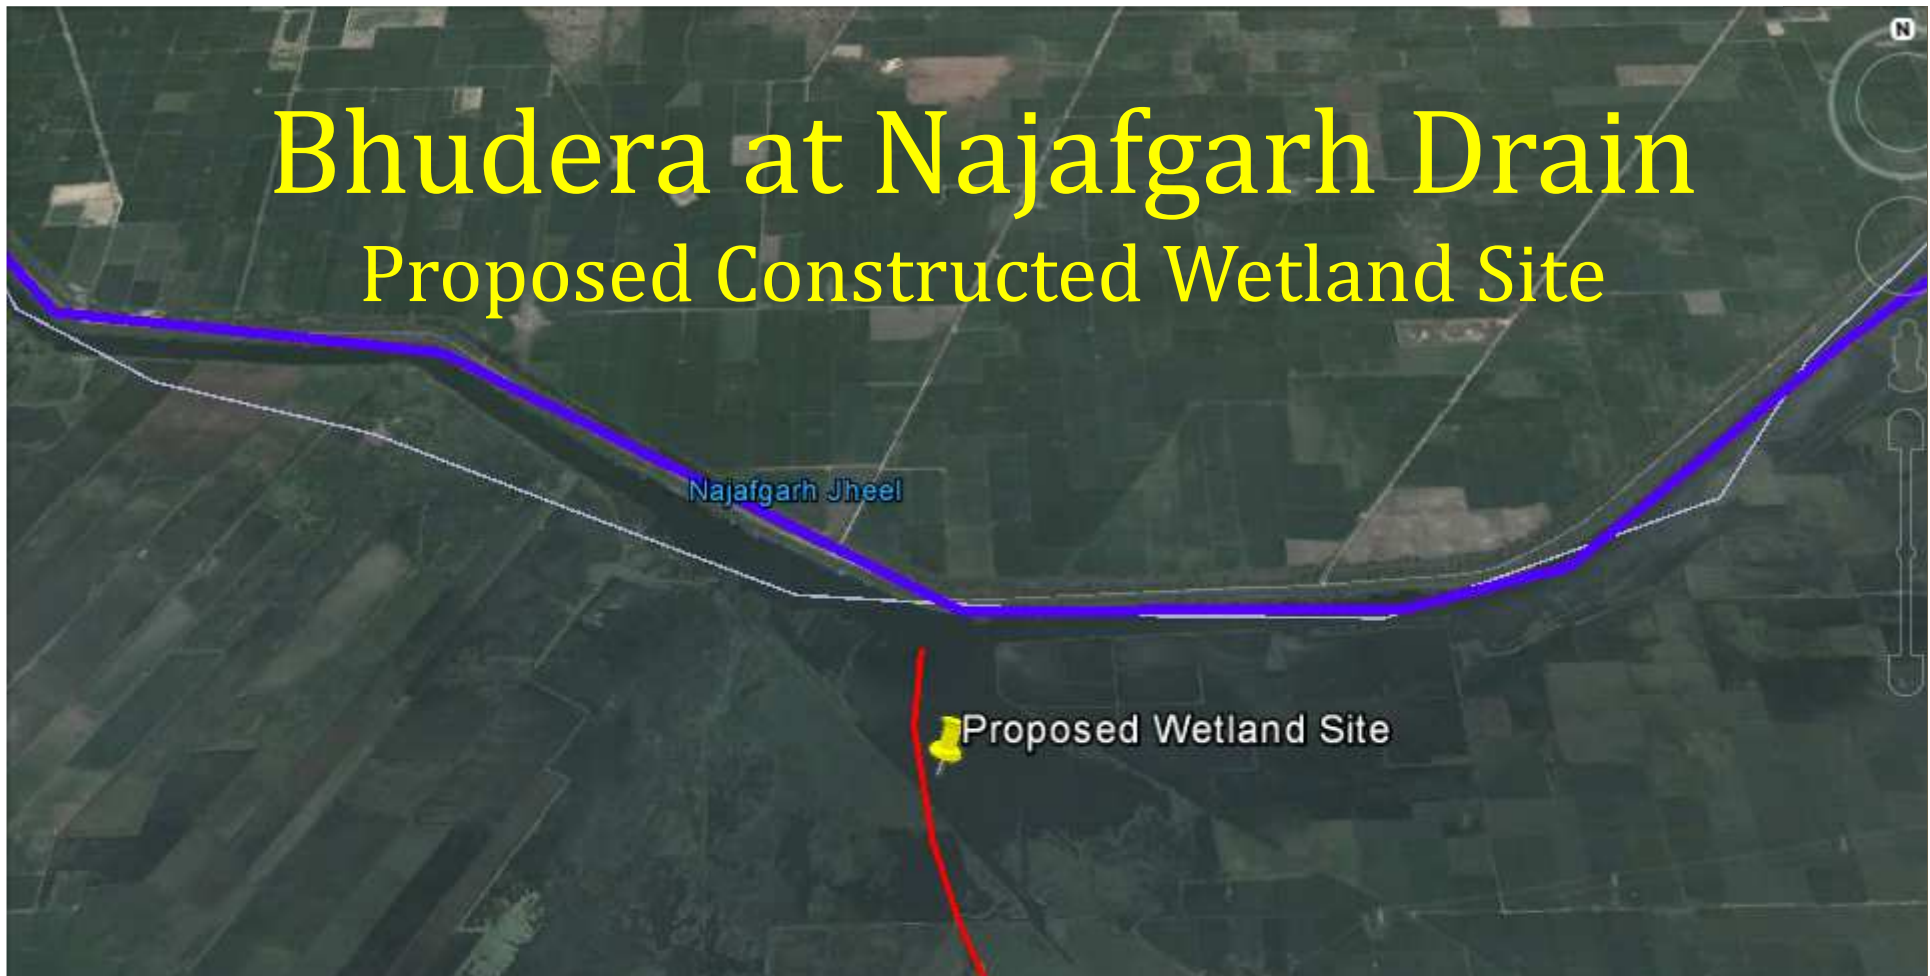 N
Bhudera at Najafgarh Drain
Proposed Constructed Wetland Site
Najafgarh Jheel
Proposed Wetland Site